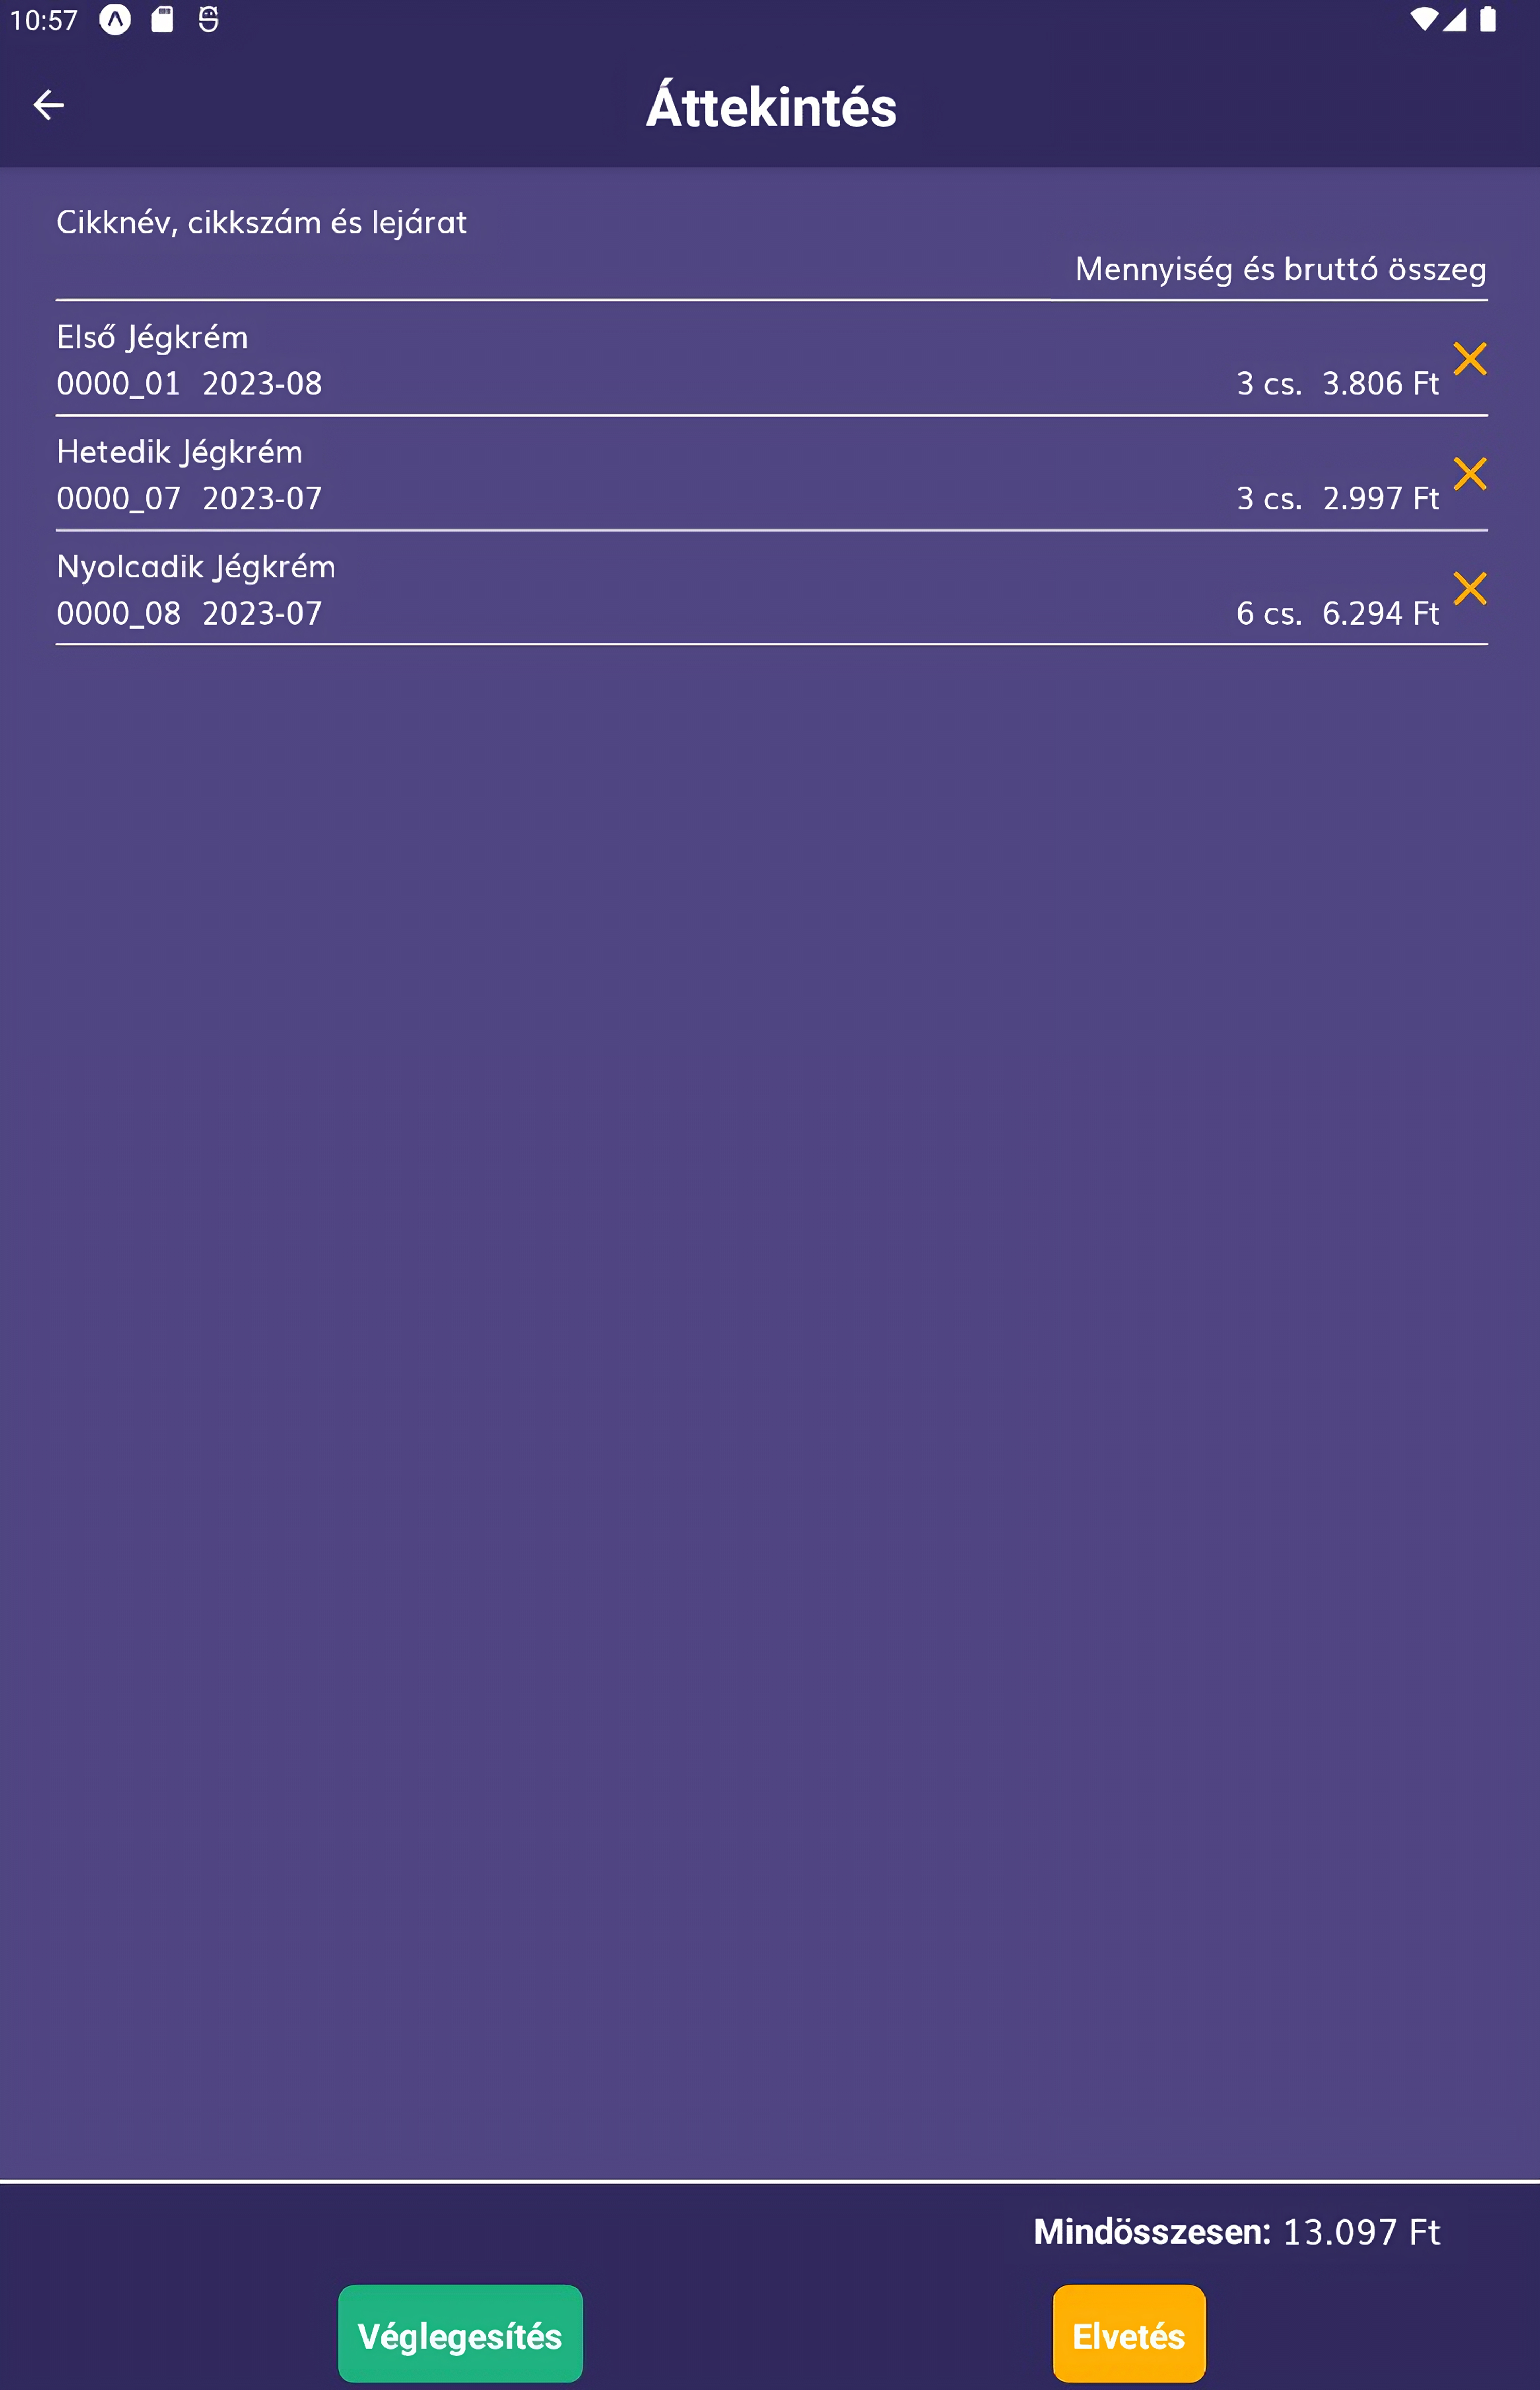 10:57
Áttekintés
Cikknév, cikkszám és lejárat
Mennyiség és bruttó összeg
Első Jégkrém
0000_01 2023-08 3 cs. 3.806 Ft
Hetedik Jégkrém
0000_07 2023-07 3 cs. 2.997 Ft
Nyolcadik Jégkrém
0000_08 2023-07 6 cs. 6.294 Ft
Mindösszesen: 13.097 Ft
Véglegesítés Elvetés